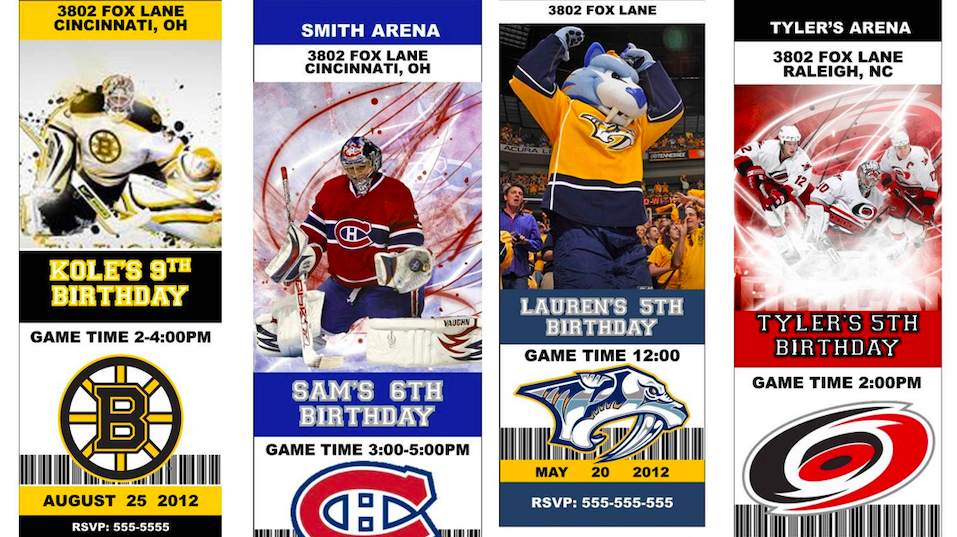 3802 FOX LANE
CINCINNATI, OH
B
KOLE'S 9TH
BIRTHDAY
GAME TIME 2-4:00PM
B
AUGUST 25 2012
RSVP: 555-5555
SMITH ARENA
3802 FOX LANE
CINCINNATI, OH
VAUGHN
SAM'S 6TH
BIRTHDAY
GAME TIME 3:00-5:00PM
3802 FOX LANE
ACURA
TENNESSEE
LAUREN'S 5TH
BIRTHDAY
GAME TIME 12:00
MAY 20 2012
RSVP: 555-555-555
TYLER'S ARENA
3802 FOX LANE
RALEIGH, NC
12
TYLER'S 5TH
BIRTHDAY
GAME TIME 2:00PM